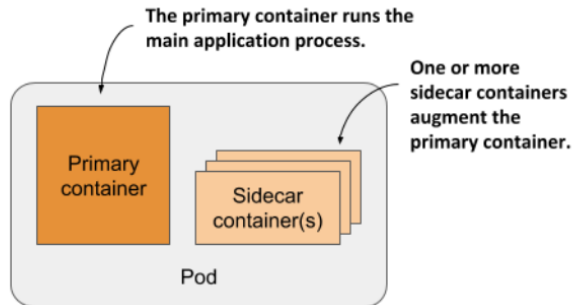 The primary container runs the
main application process.
One or more
sidecar containers
augment the
primary container.
Primary
container
Sidecar
container(s)
Pod